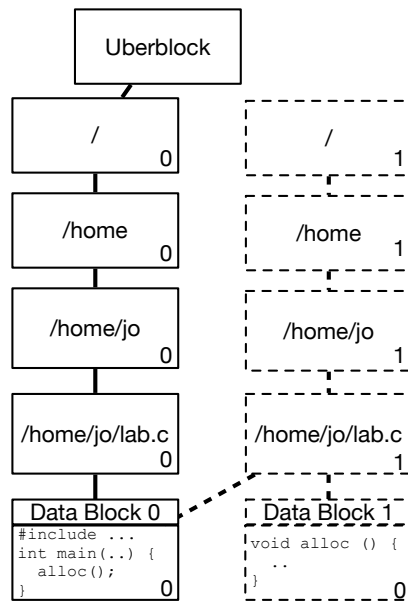 Uberblock
/
0
/
1
/home
0
/home
1
/home/jo
0
/home/jo
1
/home/jo/lab.c
0
/home/jo/lab.c
1
Data Block 0
#include ...
int main(..) {
alloc();
}
0
Data Block 1
void alloc () {
..
}
0